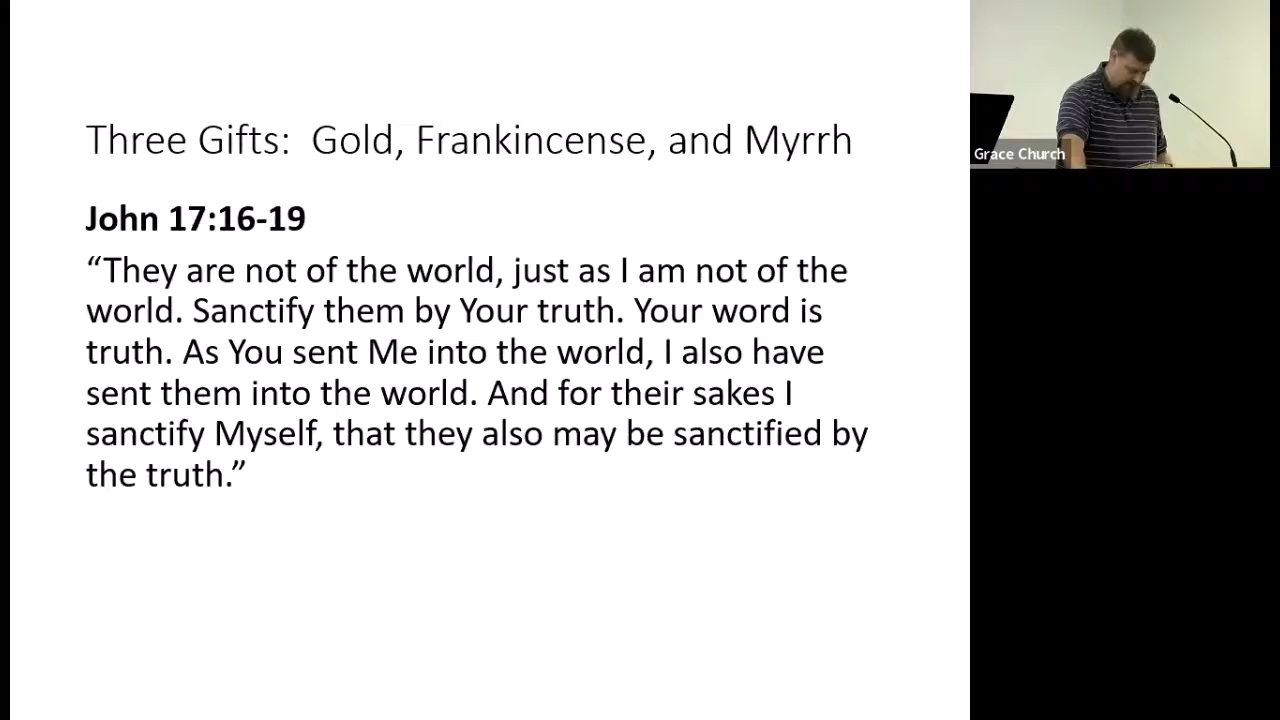 Three Gifts:  Gold, Frankincense, and Myrrh
John 17:16-19
“They are not of the world, just as I am not of the
world. Sanctify them by Your truth. Your word is
truth. As You sent Me into the world, I also have
sent them into the world. And for their sakes I
sanctify Myself, that they also may be sanctified by
the truth.”
Grace Church